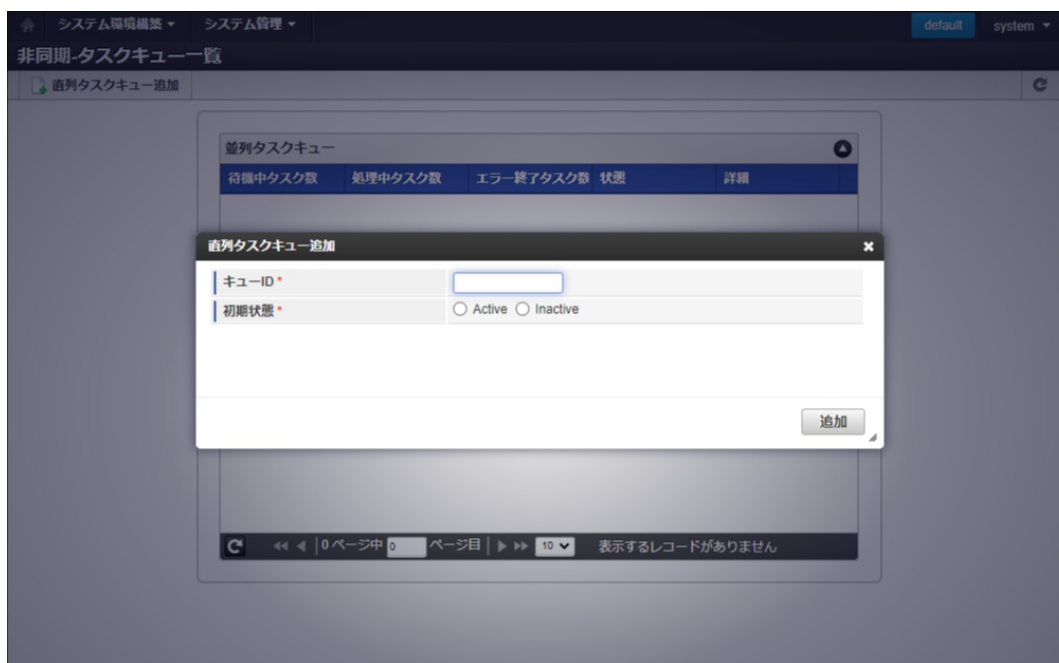 システム環境構築 システム管理 default system
非同期-タスクキュー一覧
直列タスクキュー追加
並列タスクキュー
待機中タスク数 処理中タスク数 エラー終了タスク数 状態 詳細
直列タスクキュー追加
キューID *
初期状態 * Active Inactive
追加
0 ページ中 0 ページ目 10 表示するレコードがありません